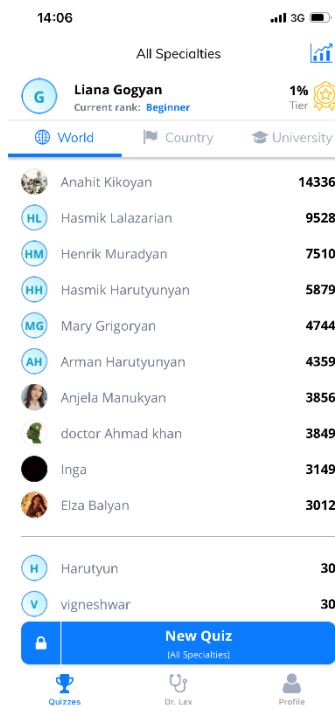 14:06
3G
All Specialties
G
Liana Gogyan
Current rank: Beginner
1%
Tier
World Country University
Anahit Kikoyan 14336
HL Hasmik Lalazarian 9528
HM Henrik Muradyan 7510
HH Hasmik Harutyunyan 5879
MG Mary Grigoryan 4744
AH Arman Harutyunyan 4359
Anjela Manukyan 3856
doctor Ahmad khan 3849
Inga 3149
Elza Balyan 3012
H Harutyun 30
V vigneshwar 30
New Quiz
(All Specialties)
Quizzes Dr. Lex Profile